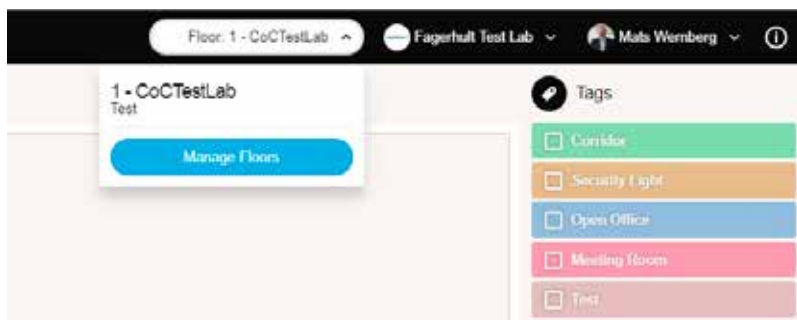 Floor: 1 - CoCTestLab
Fagerhult Test Lab
Mats Wernberg
1 - CoCTestLab
Test
Manage Floors
Tags
Corridor
Security Light
Open Office
Meeting Room
Test